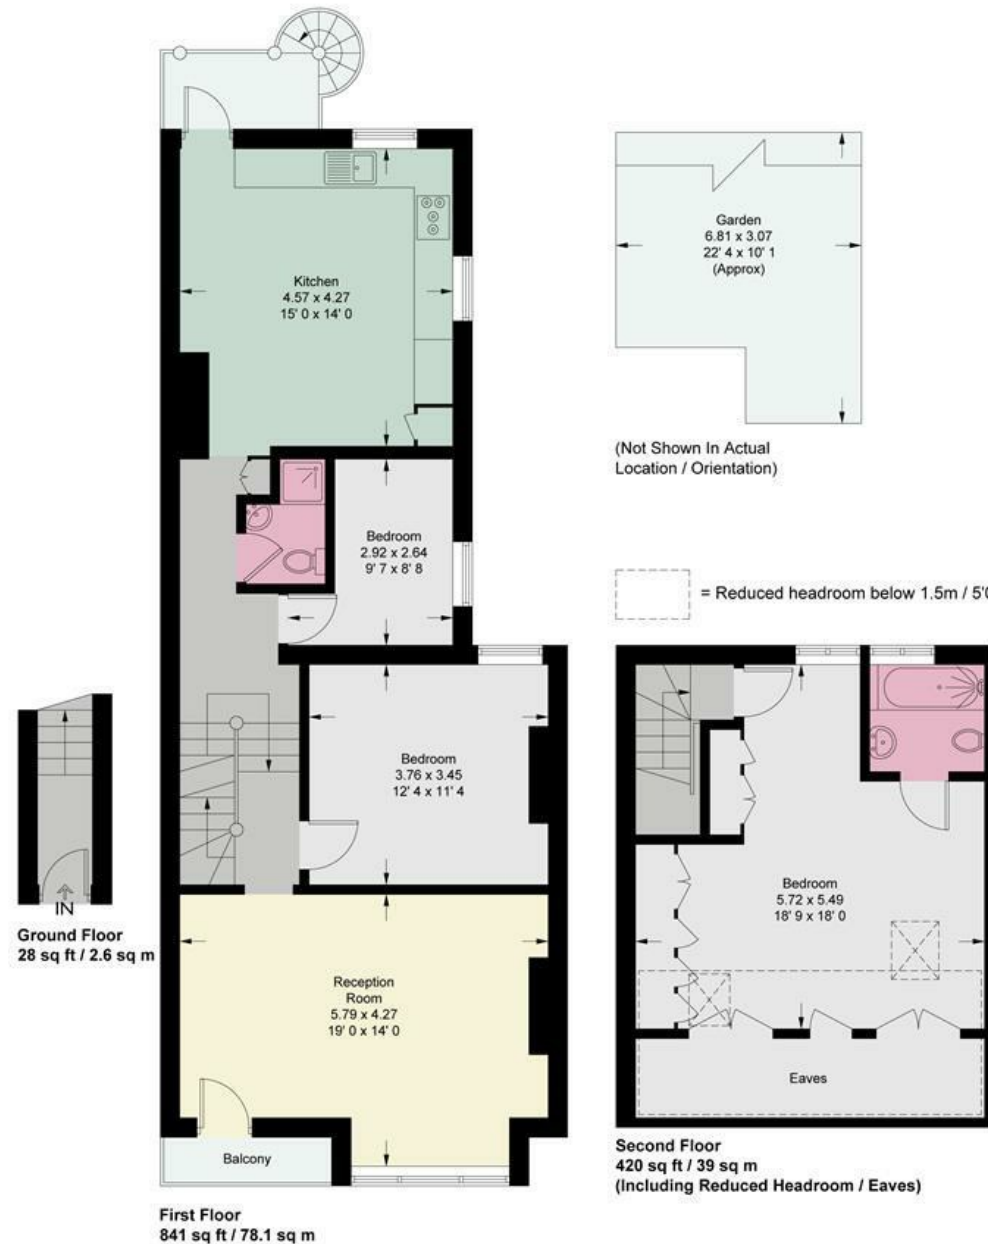 Kitchen
4.57 x 4.27
15' 0 x 14' 0
Garden
6.81 x 3.07
22' 4 x 10' 1
(Approx)
(Not Shown In Actual
Location / Orientation)
Bedroom
2.92 x 2.64
9' 7 x 8' 8
= Reduced headroom below 1.5m / 5'0
Bedroom
3.76 x 3.45
12' 4 x 11' 4
IN
Ground Floor
28 sq ft / 2.6 sq m
Reception
Room
5.79 x 4.27
19' 0 x 14' 0
Balcony
First Floor
841 sq ft / 78.1 sq m
Bedroom
5.72 x 5.49
18' 9 x 18' 0
Eaves
Second Floor
420 sq ft / 39 sq m
(Including Reduced Headroom / Eaves)